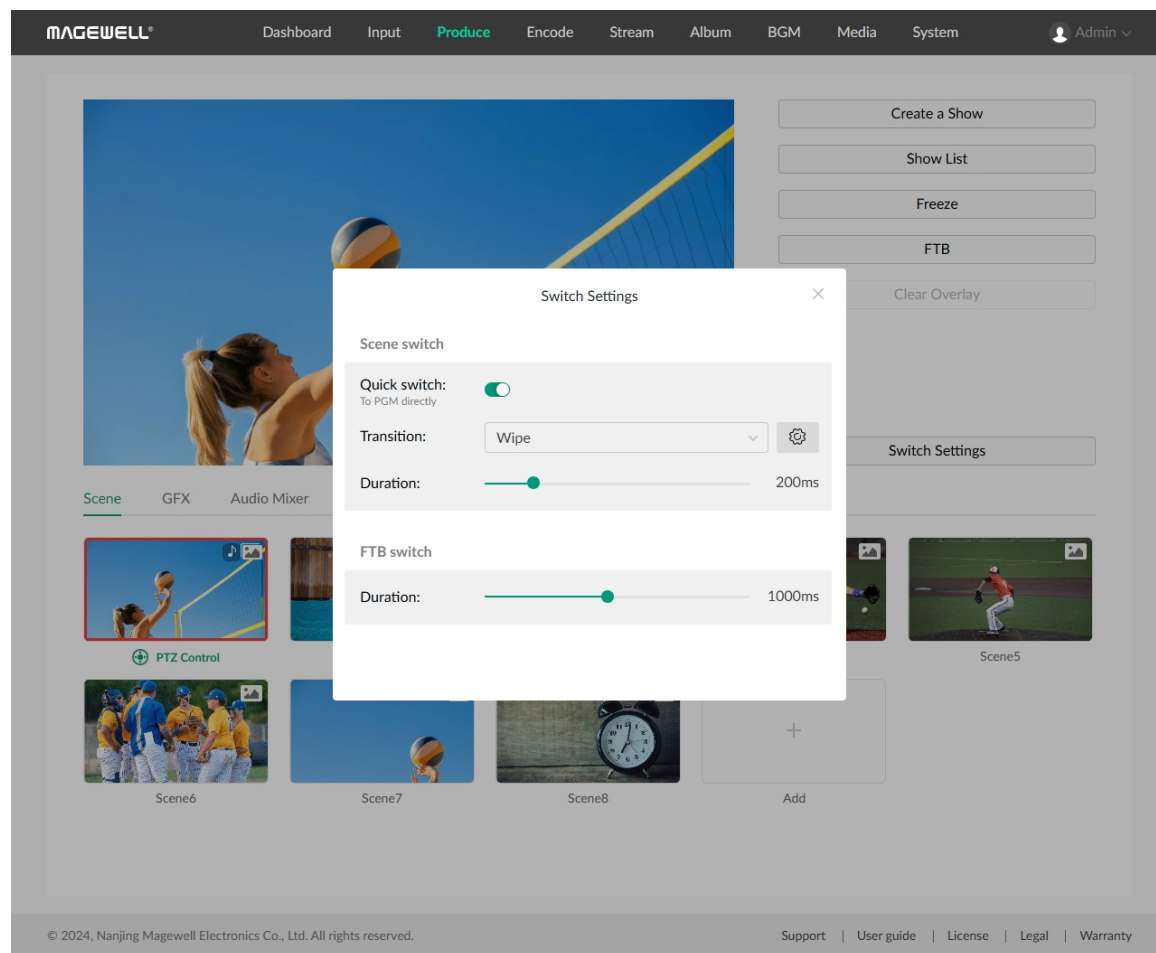 MAGEWELL®
Dashboard Input Produce Encode Stream Album BGM Media System Admin
Create a Show
Show List
Freeze
FTB
Clear Overlay
Switch Settings
Switch Settings
Scene switch
Quick switch:
To PGM directly
Transition: Wipe
Duration: 200ms
FTB switch
Duration: 1000ms
Scene GFX Audio Mixer
PTZ Control Scene5
Scene6 Scene7 Scene8 Add
© 2024, Nanjing Magewell Electronics Co., Ltd. All rights reserved. Support | User guide | License | Legal | Warranty